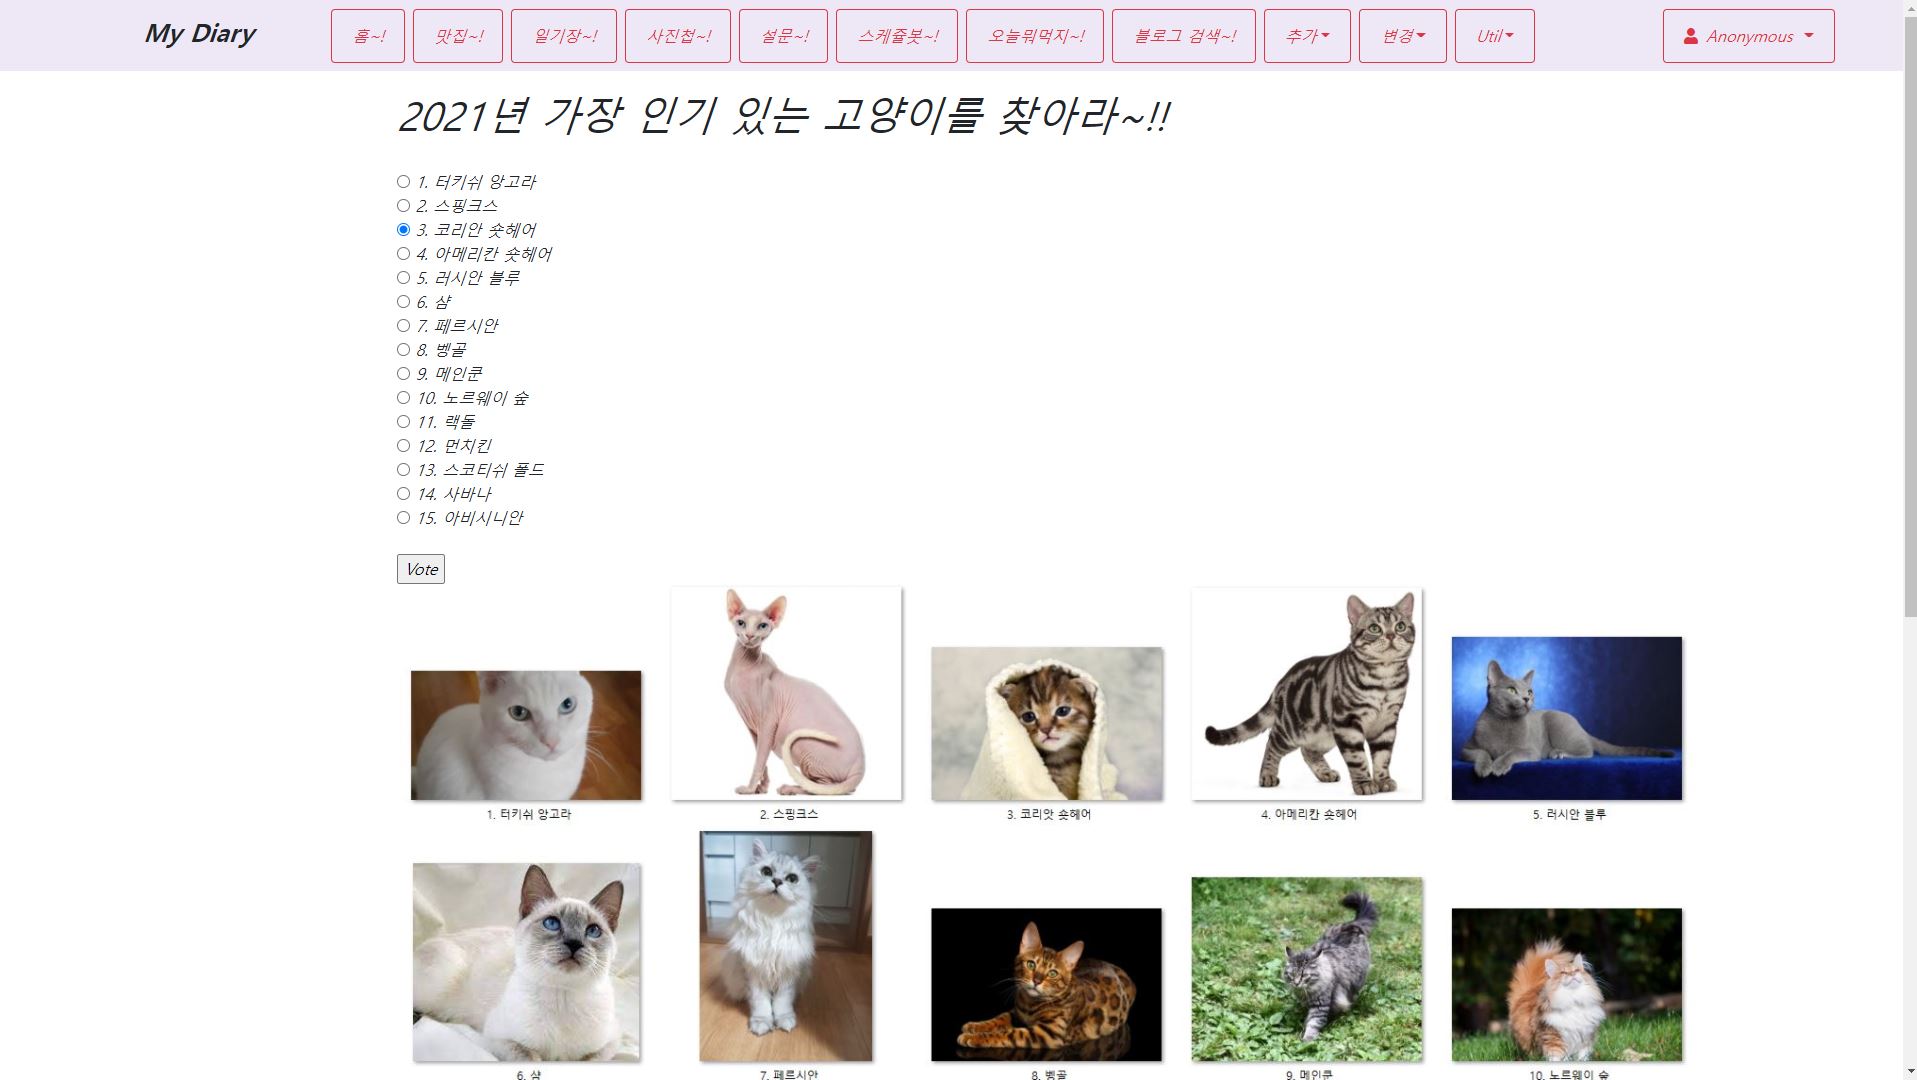 My Diary 홈~! 맛집~! 일기장~! 사진첩~! 설문~! 스케쥴봇~! 오늘뭐먹지~! 블로그 검색~! 추가 변경 Util Anonymous
2021년 가장 인기 있는 고양이를 찾아라~!!
1. 터키쉬 앙고라
2. 스핑크스
3. 코리안 숏헤어
4. 아메리칸 숏헤어
5. 러시안 블루
6. 샴
7. 페르시안
8. 벵골
9. 메인쿤
10. 노르웨이 숲
11. 랙돌
12. 먼치킨
13. 스코티쉬 폴드
14. 사바나
15. 아비시니안
Vote
1. 터키쉬 앙고라 2. 스핑크스 3. 코리앗 숏헤어 4. 아메리칸 숏헤어 5. 러시안 블루
6. 샴 7. 페르시안 8. 벵골 9. 메인쿤 10. 노르웨이 숲